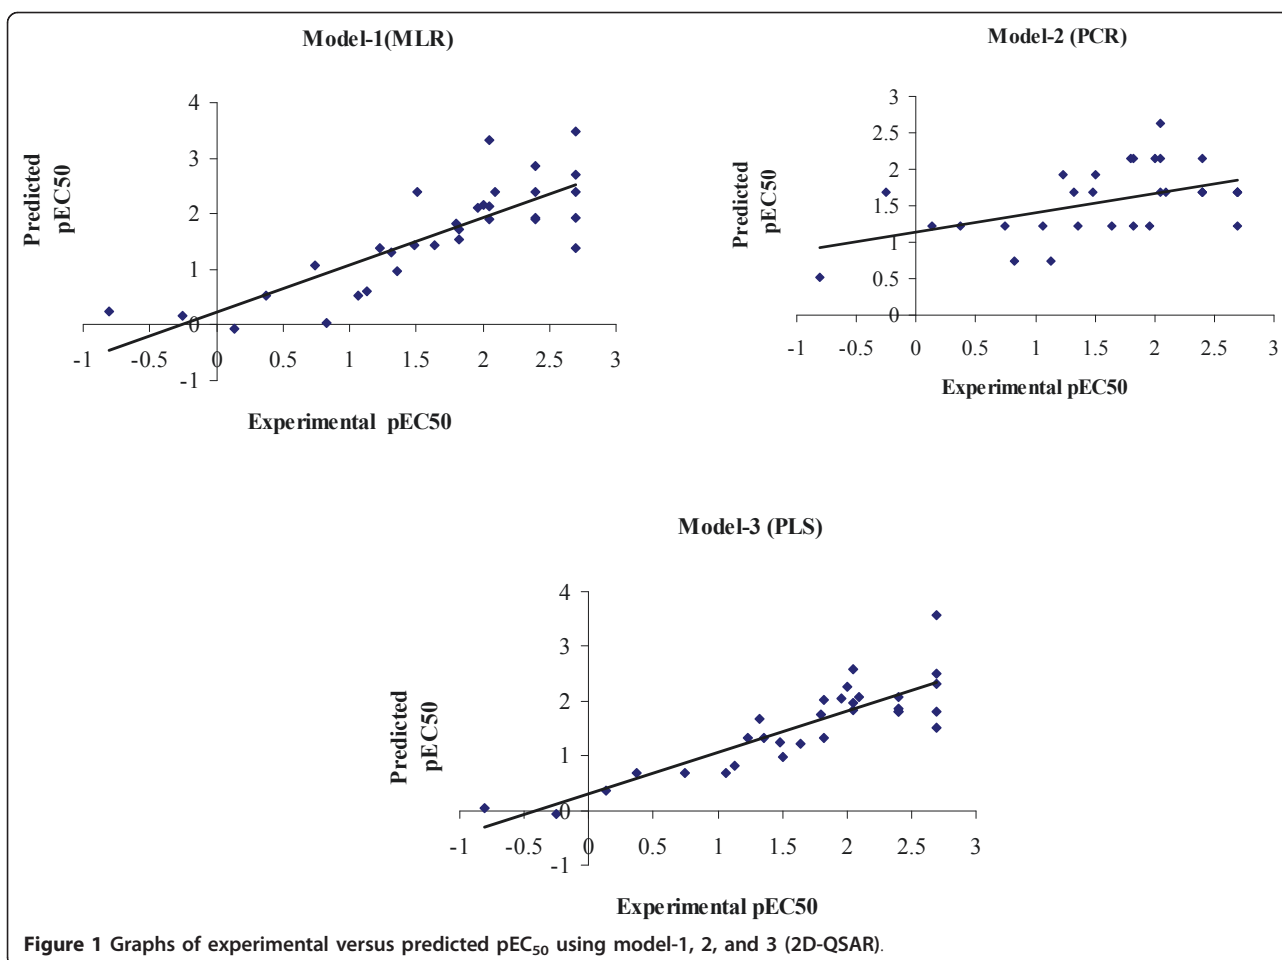 Model-1(MLR)
Predicted
pEC50
4
3
2
1
0
-1
-1 -0.5 0 0.5 1 1.5 2 2.5 3
Experimental pEC50
Model-2 (PCR)
Predicted
pEC50
3
2.5
2
1.5
1
0.5
0
-1 -0.5 0 0.5 1 1.5 2 2.5 3
Experimental pEC50
Model-3 (PLS)
Predicted
pEC50
4
3
2
1
0
-1
-1 -0.5 0 0.5 1 1.5 2 2.5 3
Experimental pEC50
Figure 1 Graphs of experimental versus predicted pEC₅₀ using model-1, 2, and 3 (2D-QSAR).